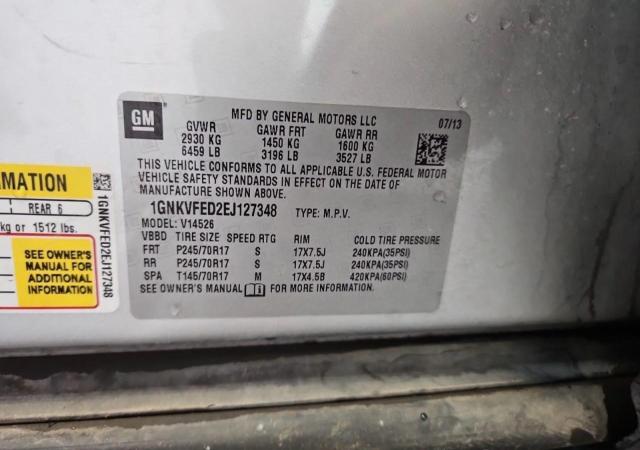 GM
MFD BY GENERAL MOTORS LLC 07/13
GVWR GAWR FRT GAWR RR
2930 KG 1450 KG 1600 KG
6459 LB 3196 LB 3527 LB
THIS VEHICLE CONFORMS TO ALL APPLICABLE U.S. FEDERAL MOTOR
VEHICLE SAFETY STANDARDS IN EFFECT ON THE DATE OF
MANUFACTURE SHOWN ABOVE.
1GNKVFED2EJ127348 TYPE: M.P.V.
MODEL: V14526
VBBD TIRE SIZE SPEED RTG RIM COLD TIRE PRESSURE
FRT P245/70R17 S 17X7.5J 240KPA(35PSI)
RR P245/70R17 S 17X7.5J 240KPA(35PSI)
SPA T145/70R17 M 17X4.5B 420KPA(60PSI)
SEE OWNER'S MANUAL FOR MORE INFORMATION.
MATION
REAR 6
kg or 1512 lbs.
SEE OWNER'S
MANUAL FOR
ADDITIONAL
INFORMATION
1GNKVFED2EJ127348